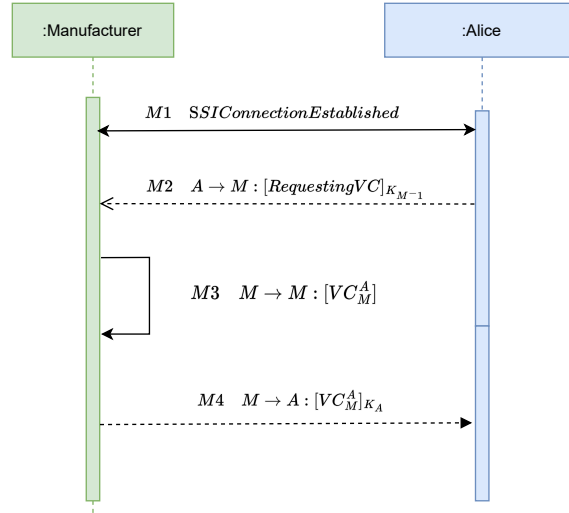 :Manufacturer
:Alice
M1 SSIConnectionEstablished
M2 A → M : [RequestingVC]_{K_{M^{-1}}}
M3 M → M : [VC_M^A]
M4 M → A : [VC_M^A]_{K_A}